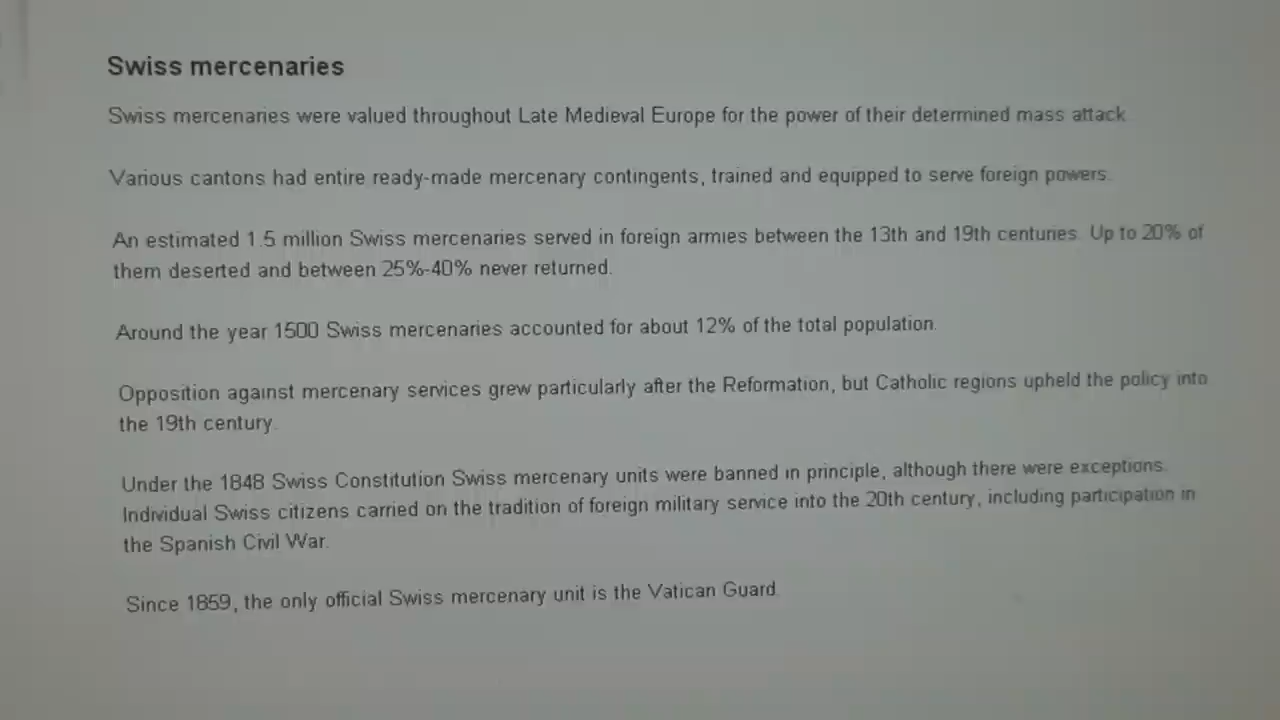 Swiss mercenaries
Swiss mercenaries were valued throughout Late Medieval Europe for the power of their determined mass attack.
Various cantons had entire ready-made mercenary contingents, trained and equipped to serve foreign powers.
An estimated 1.5 million Swiss mercenaries served in foreign armies between the 13th and 19th centuries. Up to 20% of
them deserted and between 25%-40% never returned.
Around the year 1500 Swiss mercenaries accounted for about 12% of the total population.
Opposition against mercenary services grew particularly after the Reformation, but Catholic regions upheld the policy into
the 19th century.
Under the 1848 Swiss Constitution Swiss mercenary units were banned in principle, although there were exceptions.
Individual Swiss citizens carried on the tradition of foreign military service into the 20th century, including participation in
the Spanish Civil War.
Since 1859, the only official Swiss mercenary unit is the Vatican Guard.